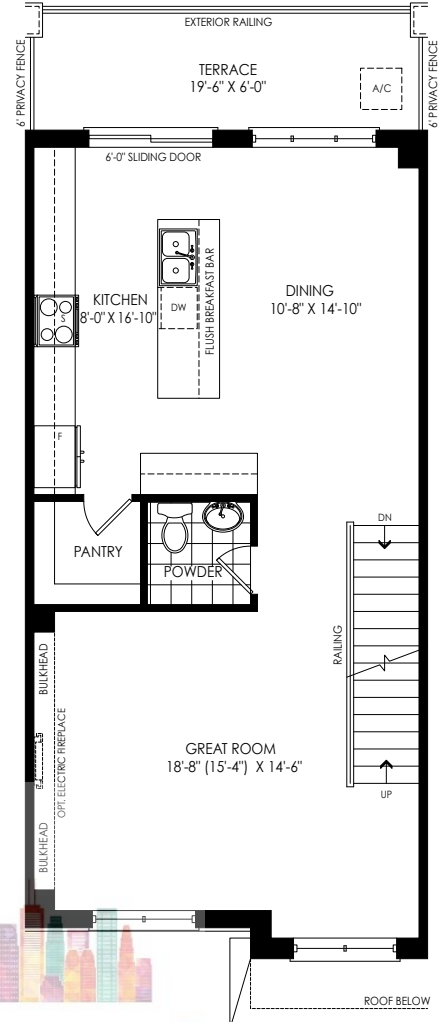 EXTERIOR RAILING
6' PRIVACY FENCE
6' PRIVACY FENCE
TERRACE
19'-6" X 6'-0"
A/C
6'-0" SLIDING DOOR
KITCHEN
8'-0" X 16'-10"
S
DW
FLUSH BREAKFAST BAR
DINING
10'-8" X 14'-10"
F
PANTRY
POWDER
DN
RAILING
UP
BULKHEAD
OPT. ELECTRIC FIREPLACE
BULKHEAD
GREAT ROOM
18'-8" (15'-4") X 14'-6"
ROOF BELOW